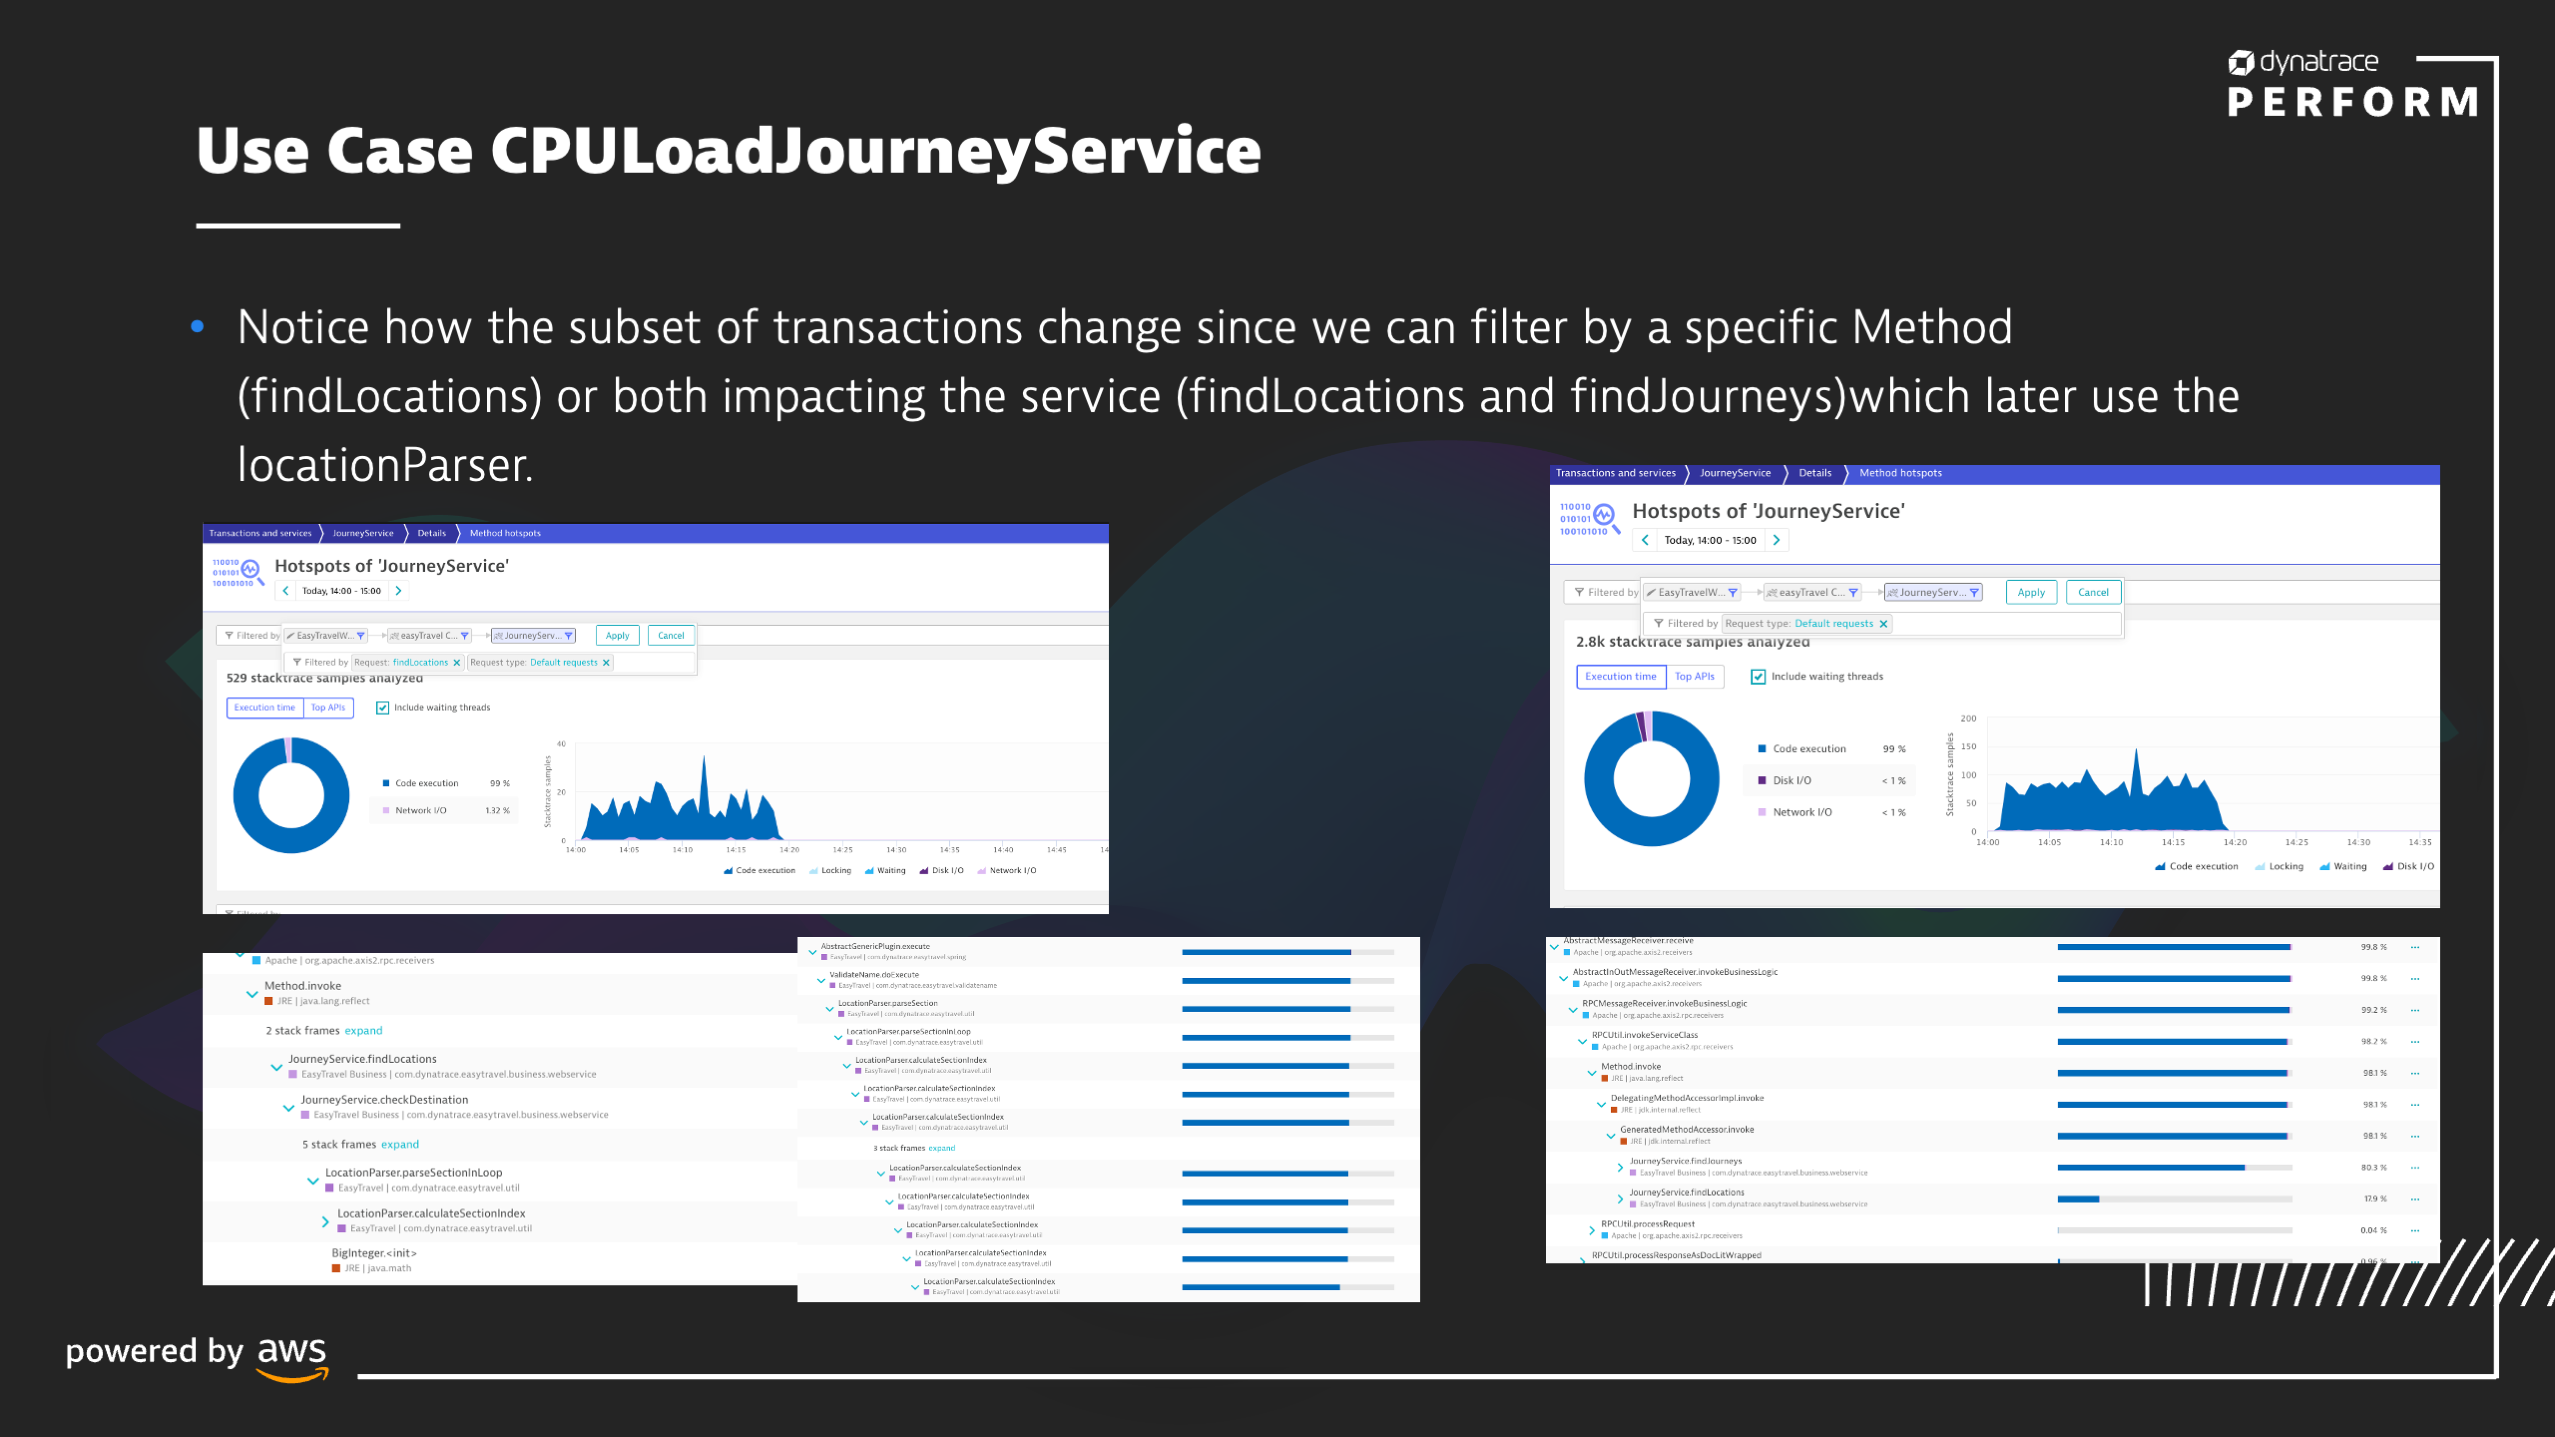 dynatrace
PERFORM
Use Case CPULoadJourneyService
• Notice how the subset of transactions change since we can filter by a specific Method
(findLocations) or both impacting the service (findLocations and findJourneys)which later use the
locationParser.
Transactions and services JourneyService Details Method hotspots
110010
010101
100101010
Hotspots of 'JourneyService'
Today, 14:00 - 15:00
Filtered by EasyTravelW... easyTravel C... JourneyServ... Apply Cancel
Filtered by Request: findLocations Request type: Default requests
529 stacktrace samples analyzed
Execution time Top APIs Include waiting threads
Code execution 99 %
Network I/O 1.32 %
Stacktrace samples
40
20
0
14:00 14:05 14:10 14:15 14:20 14:25 14:30 14:35 14:40 14:45 14
Code execution Locking Waiting Disk I/O Network I/O
Filtered by
Transactions and services JourneyService Details Method hotspots
110010
010101
100101010
Hotspots of 'JourneyService'
Today, 14:00 - 15:00
Filtered by EasyTravelW... easyTravel C... JourneyServ... Apply Cancel
Filtered by Request type: Default requests
2.8k stacktrace samples analyzed
Execution time Top APIs Include waiting threads
Code execution 99 %
Disk I/O < 1 %
Network I/O < 1 %
Stacktrace samples
200
150
100
50
0
14:00 14:05 14:10 14:15 14:20 14:25 14:30 14:35
Code execution Locking Waiting Disk I/O
Apache | org.apache.axis2.rpc.receivers
Method.invoke
JRE | java.lang.reflect
2 stack frames expand
JourneyService.findLocations
EasyTravel Business | com.dynatrace.easytravel.business.webservice
JourneyService.checkDestination
EasyTravel Business | com.dynatrace.easytravel.business.webservice
5 stack frames expand
LocationParser.parseSectionInLoop
EasyTravel | com.dynatrace.easytravel.util
LocationParser.calculateSectionIndex
EasyTravel | com.dynatrace.easytravel.util
BigInteger.<init>
JRE | java.math
AbstractGenericPlugin.execute
EasyTravel | com.dynatrace.easytravel.spring
ValidateName.doExecute
EasyTravel | com.dynatrace.easytravel.validatename
LocationParser.parseSection
EasyTravel | com.dynatrace.easytravel.util
LocationParser.parseSectionInLoop
EasyTravel | com.dynatrace.easytravel.util
LocationParser.calculateSectionIndex
EasyTravel | com.dynatrace.easytravel.util
LocationParser.calculateSectionIndex
EasyTravel | com.dynatrace.easytravel.util
LocationParser.calculateSectionIndex
EasyTravel | com.dynatrace.easytravel.util
3 stack frames expand
LocationParser.calculateSectionIndex
EasyTravel | com.dynatrace.easytravel.util
LocationParser.calculateSectionIndex
EasyTravel | com.dynatrace.easytravel.util
LocationParser.calculateSectionIndex
EasyTravel | com.dynatrace.easytravel.util
LocationParser.calculateSectionIndex
EasyTravel | com.dynatrace.easytravel.util
LocationParser.calculateSectionIndex
EasyTravel | com.dynatrace.easytravel.util
AbstractMessageReceiver.receive 99.8 % ...
Apache | org.apache.axis2.receivers
AbstractInOutMessageReceiver.invokeBusinessLogic 99.8 % ...
Apache | org.apache.axis2.receivers
RPCMessageReceiver.invokeBusinessLogic 99.2 % ...
Apache | org.apache.axis2.rpc.receivers
RPCUtil.invokeServiceClass 98.2 % ...
Apache | org.apache.axis2.rpc.receivers
Method.invoke 98.1 % ...
JRE | java.lang.reflect
DelegatingMethodAccessorImpl.invoke 98.1 % ...
JRE | jdk.internal.reflect
GeneratedMethodAccessor.invoke 98.1 % ...
JRE | jdk.internal.reflect
JourneyService.findJourneys 80.3 % ...
EasyTravel Business | com.dynatrace.easytravel.business.webservice
JourneyService.findLocations 17.9 % ...
EasyTravel Business | com.dynatrace.easytravel.business.webservice
RPCUtil.processRequest 0.04 % ...
Apache | org.apache.axis2.rpc.receivers
RPCUtil.processResponseAsDocLitWrapped 0.96 % ...
powered by aws